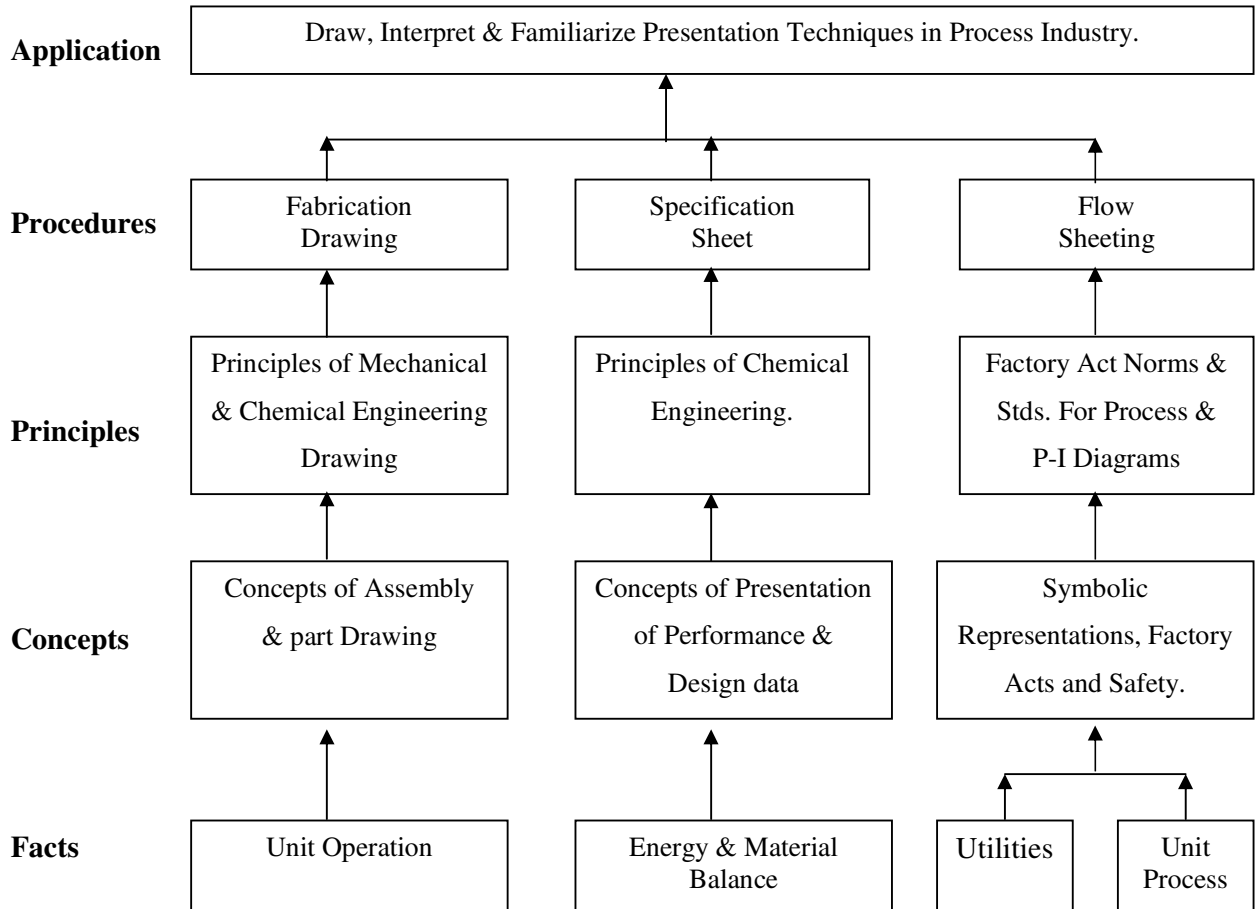 Application
Draw, Interpret & Familiarize Presentation Techniques in Process Industry.
Procedures
Fabrication
Drawing
Specification
Sheet
Flow
Sheeting
Principles
Principles of Mechanical
& Chemical Engineering
Drawing
Principles of Chemical
Engineering.
Factory Act Norms &
Stds. For Process &
P-I Diagrams
Concepts
Concepts of Assembly
& part Drawing
Concepts of Presentation
of Performance &
Design data
Symbolic
Representations, Factory
Acts and Safety.
Facts
Unit Operation
Energy & Material
Balance
Utilities
Unit
Process